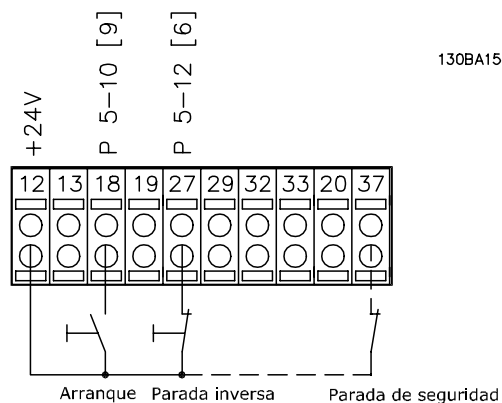 130BA15
+24V
P 5-10 [9]
P 5-12 [6]
12 13 18 19 27 29 32 33 20 37
Arranque Parada inversa Parada de seguridad